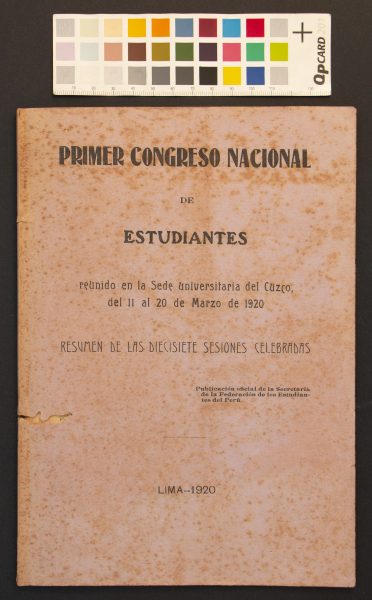 QPCARD 201
PRIMER CONGRESO NACIONAL
DE
ESTUDIANTES
reunido en la Sede universitaria del Cuzco,
del 11 al 20 de Marzo de 1920
RESUMEN DE LAS DIECISIETE SESIONES CELEBRADAS
Publicación oficial de la Secretaría
de la Federación de los Estudian-
tes del Perú.
LIMA--1920